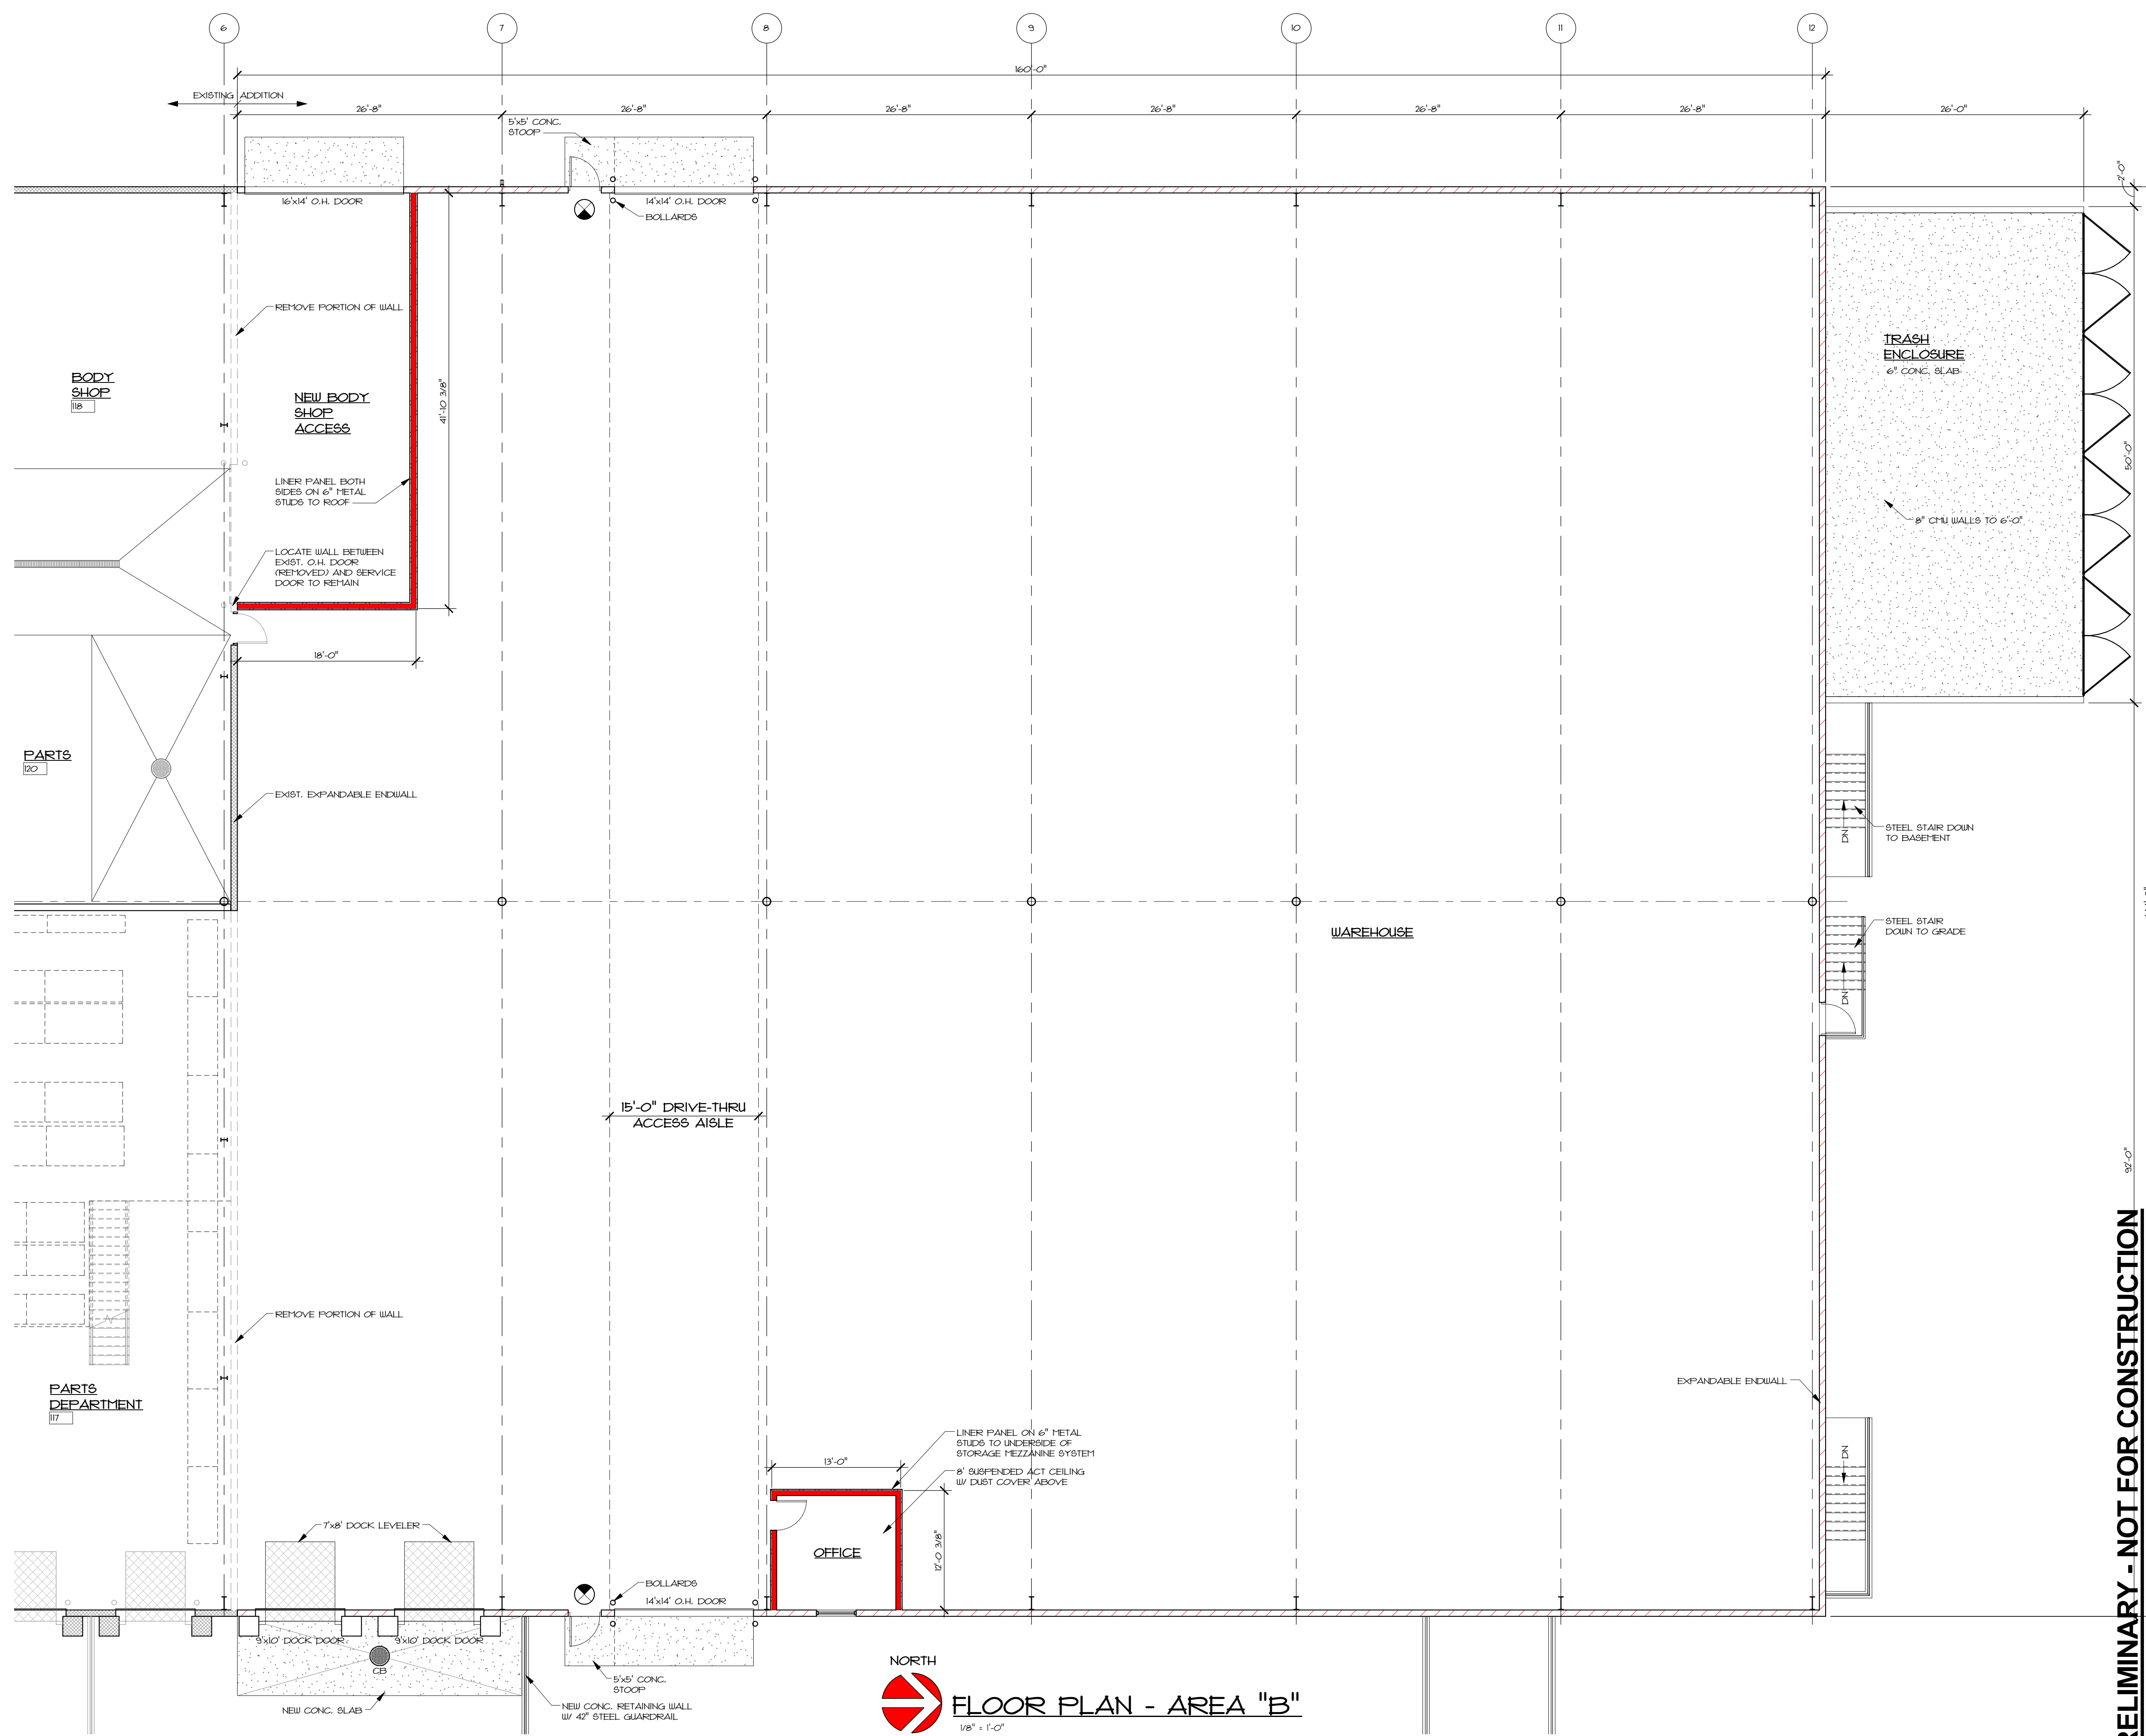 6
7
8
9
10
11
12
160'-0"
EXISTING ADDITION
26'-8"
26'-8"
26'-8"
26'-8"
26'-8"
26'-8"
26'-0"
5'x5' CONC.
STOOP
2'-0"
16'x14' O.H. DOOR
14'x14' O.H. DOOR
BOLLARDS
REMOVE PORTION OF WALL
TRASH
ENCLOSURE
6" CONC. SLAB
BODY
SHOP
118
NEW BODY
SHOP
ACCESS
41'-10 3/8"
50'-0"
LINER PANEL BOTH
SIDES ON 6" METAL
STUDS TO ROOF
8" CMU WALLS TO 6'-0"
LOCATE WALL BETWEEN
EXIST. O.H. DOOR
(REMOVED) AND SERVICE
DOOR TO REMAIN
18'-0"
PARTS
120
EXIST. EXPANDABLE ENDWALL
DN
STEEL STAIR DOWN
TO BASEMENT
STEEL STAIR
DOWN TO GRADE
WAREHOUSE
DN
15'-0" DRIVE-THRU
ACCESS AISLE
92'-0"
REMOVE PORTION OF WALL
PARTS
DEPARTMENT
117
EXPANDABLE ENDWALL
LINER PANEL ON 6" METAL
STUDS TO UNDERSIDE OF
STORAGE MEZZANINE SYSTEM
13'-0"
8' SUSPENDED ACT CEILING
W/ DUST COVER ABOVE
DN
7'x8' DOCK LEVELER
OFFICE
12'-0 3/8"
BOLLARDS
14'x14' O.H. DOOR
9'x10' DOCK DOOR
9'x10' DOCK DOOR
CB
5'x5' CONC.
STOOP
NEW CONC. SLAB
NEW CONC. RETAINING WALL
W/ 42" STEEL GUARDRAIL
NORTH
FLOOR PLAN - AREA "B"
1/8" = 1'-0"
RELIMINARY - NOT FOR CONSTRUCTION